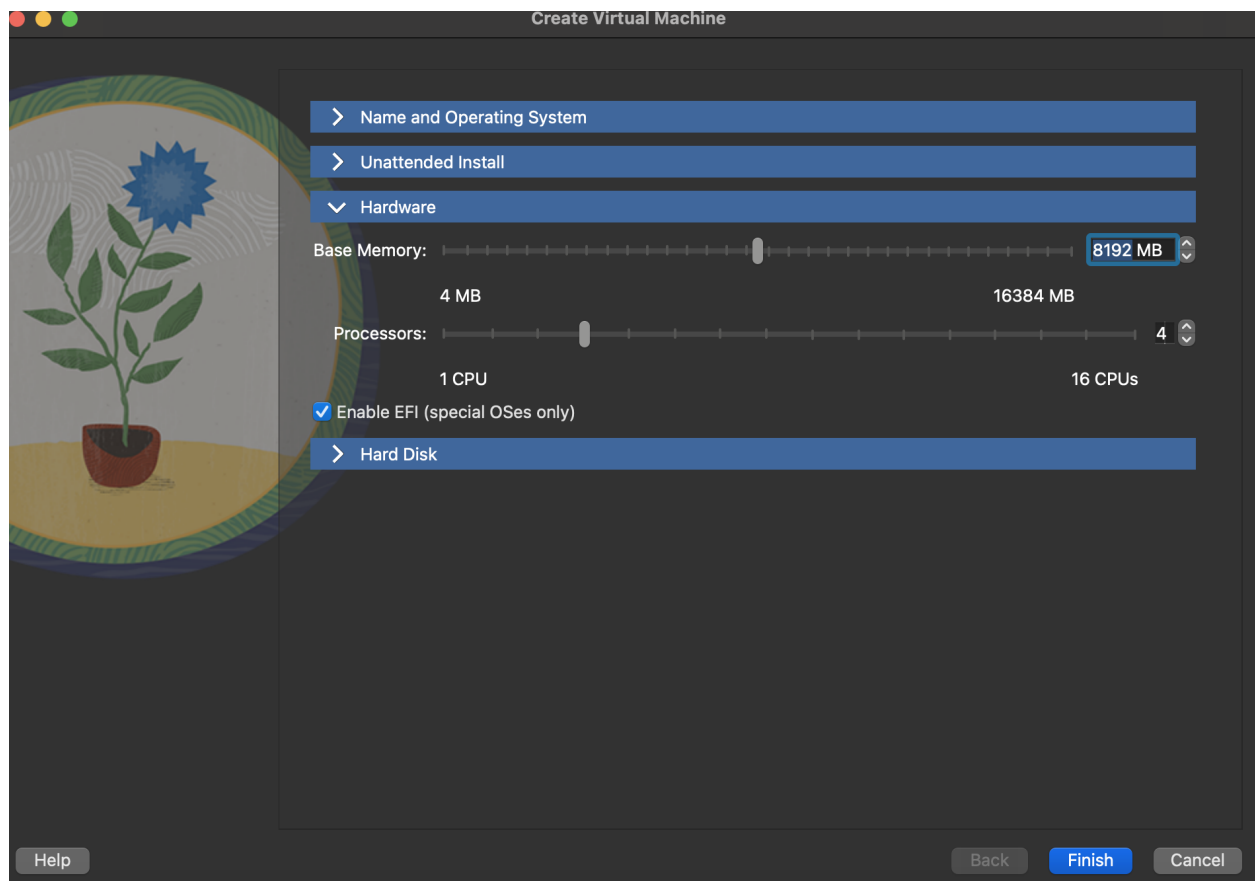 Create Virtual Machine
Name and Operating System
Unattended Install
Hardware
Base Memory: 8192 MB
4 MB 16384 MB
Processors: 4
1 CPU 16 CPUs
Enable EFI (special OSes only)
Hard Disk
Help Back Finish Cancel